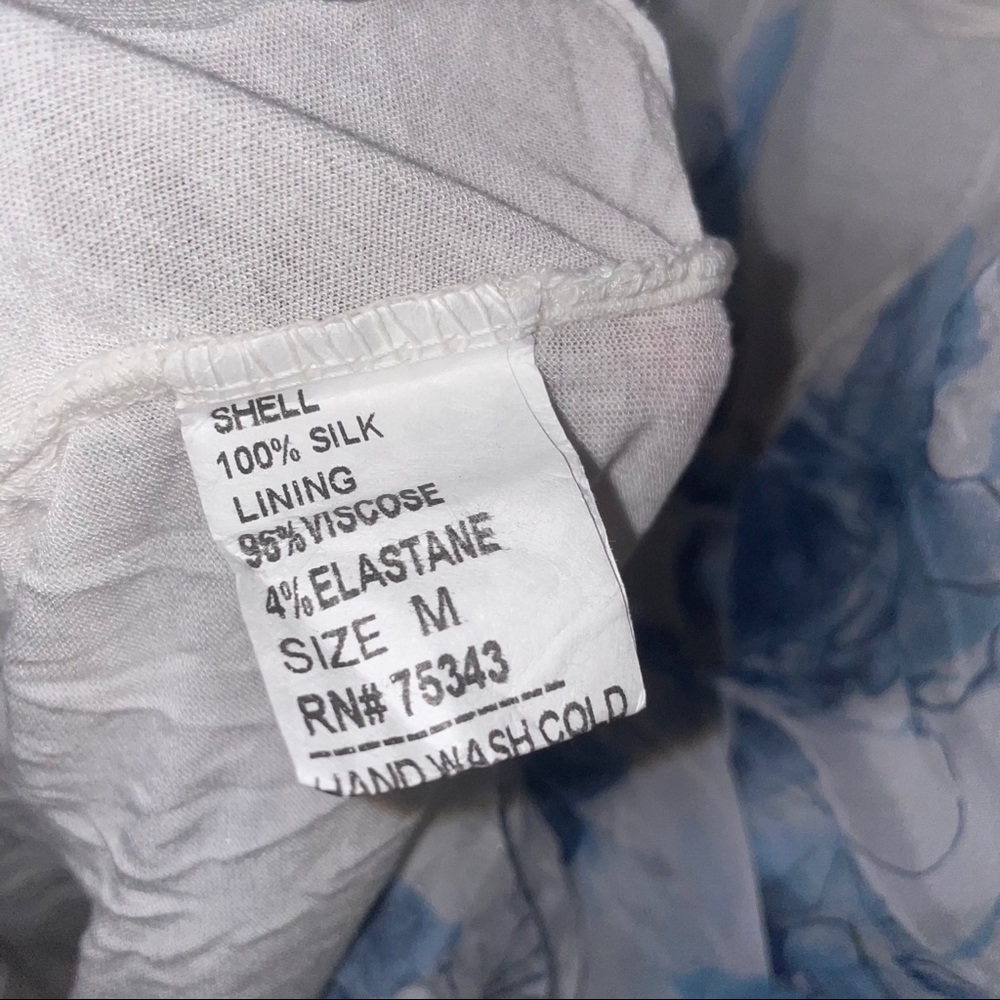 SHELL
100% SILK
LINING
96%VISCOSE
4%ELASTANE
SIZE M
RN# 75343
----------
HAND WASH COLD